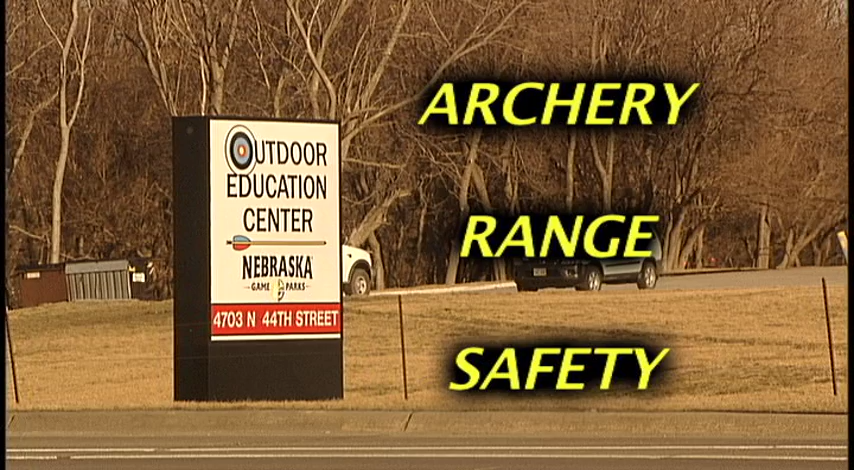 OUTDOOR
EDUCATION
CENTER
NEBRASKA
GAME PARKS
4703 N 44TH STREET
ARCHERY
RANGE
SAFETY